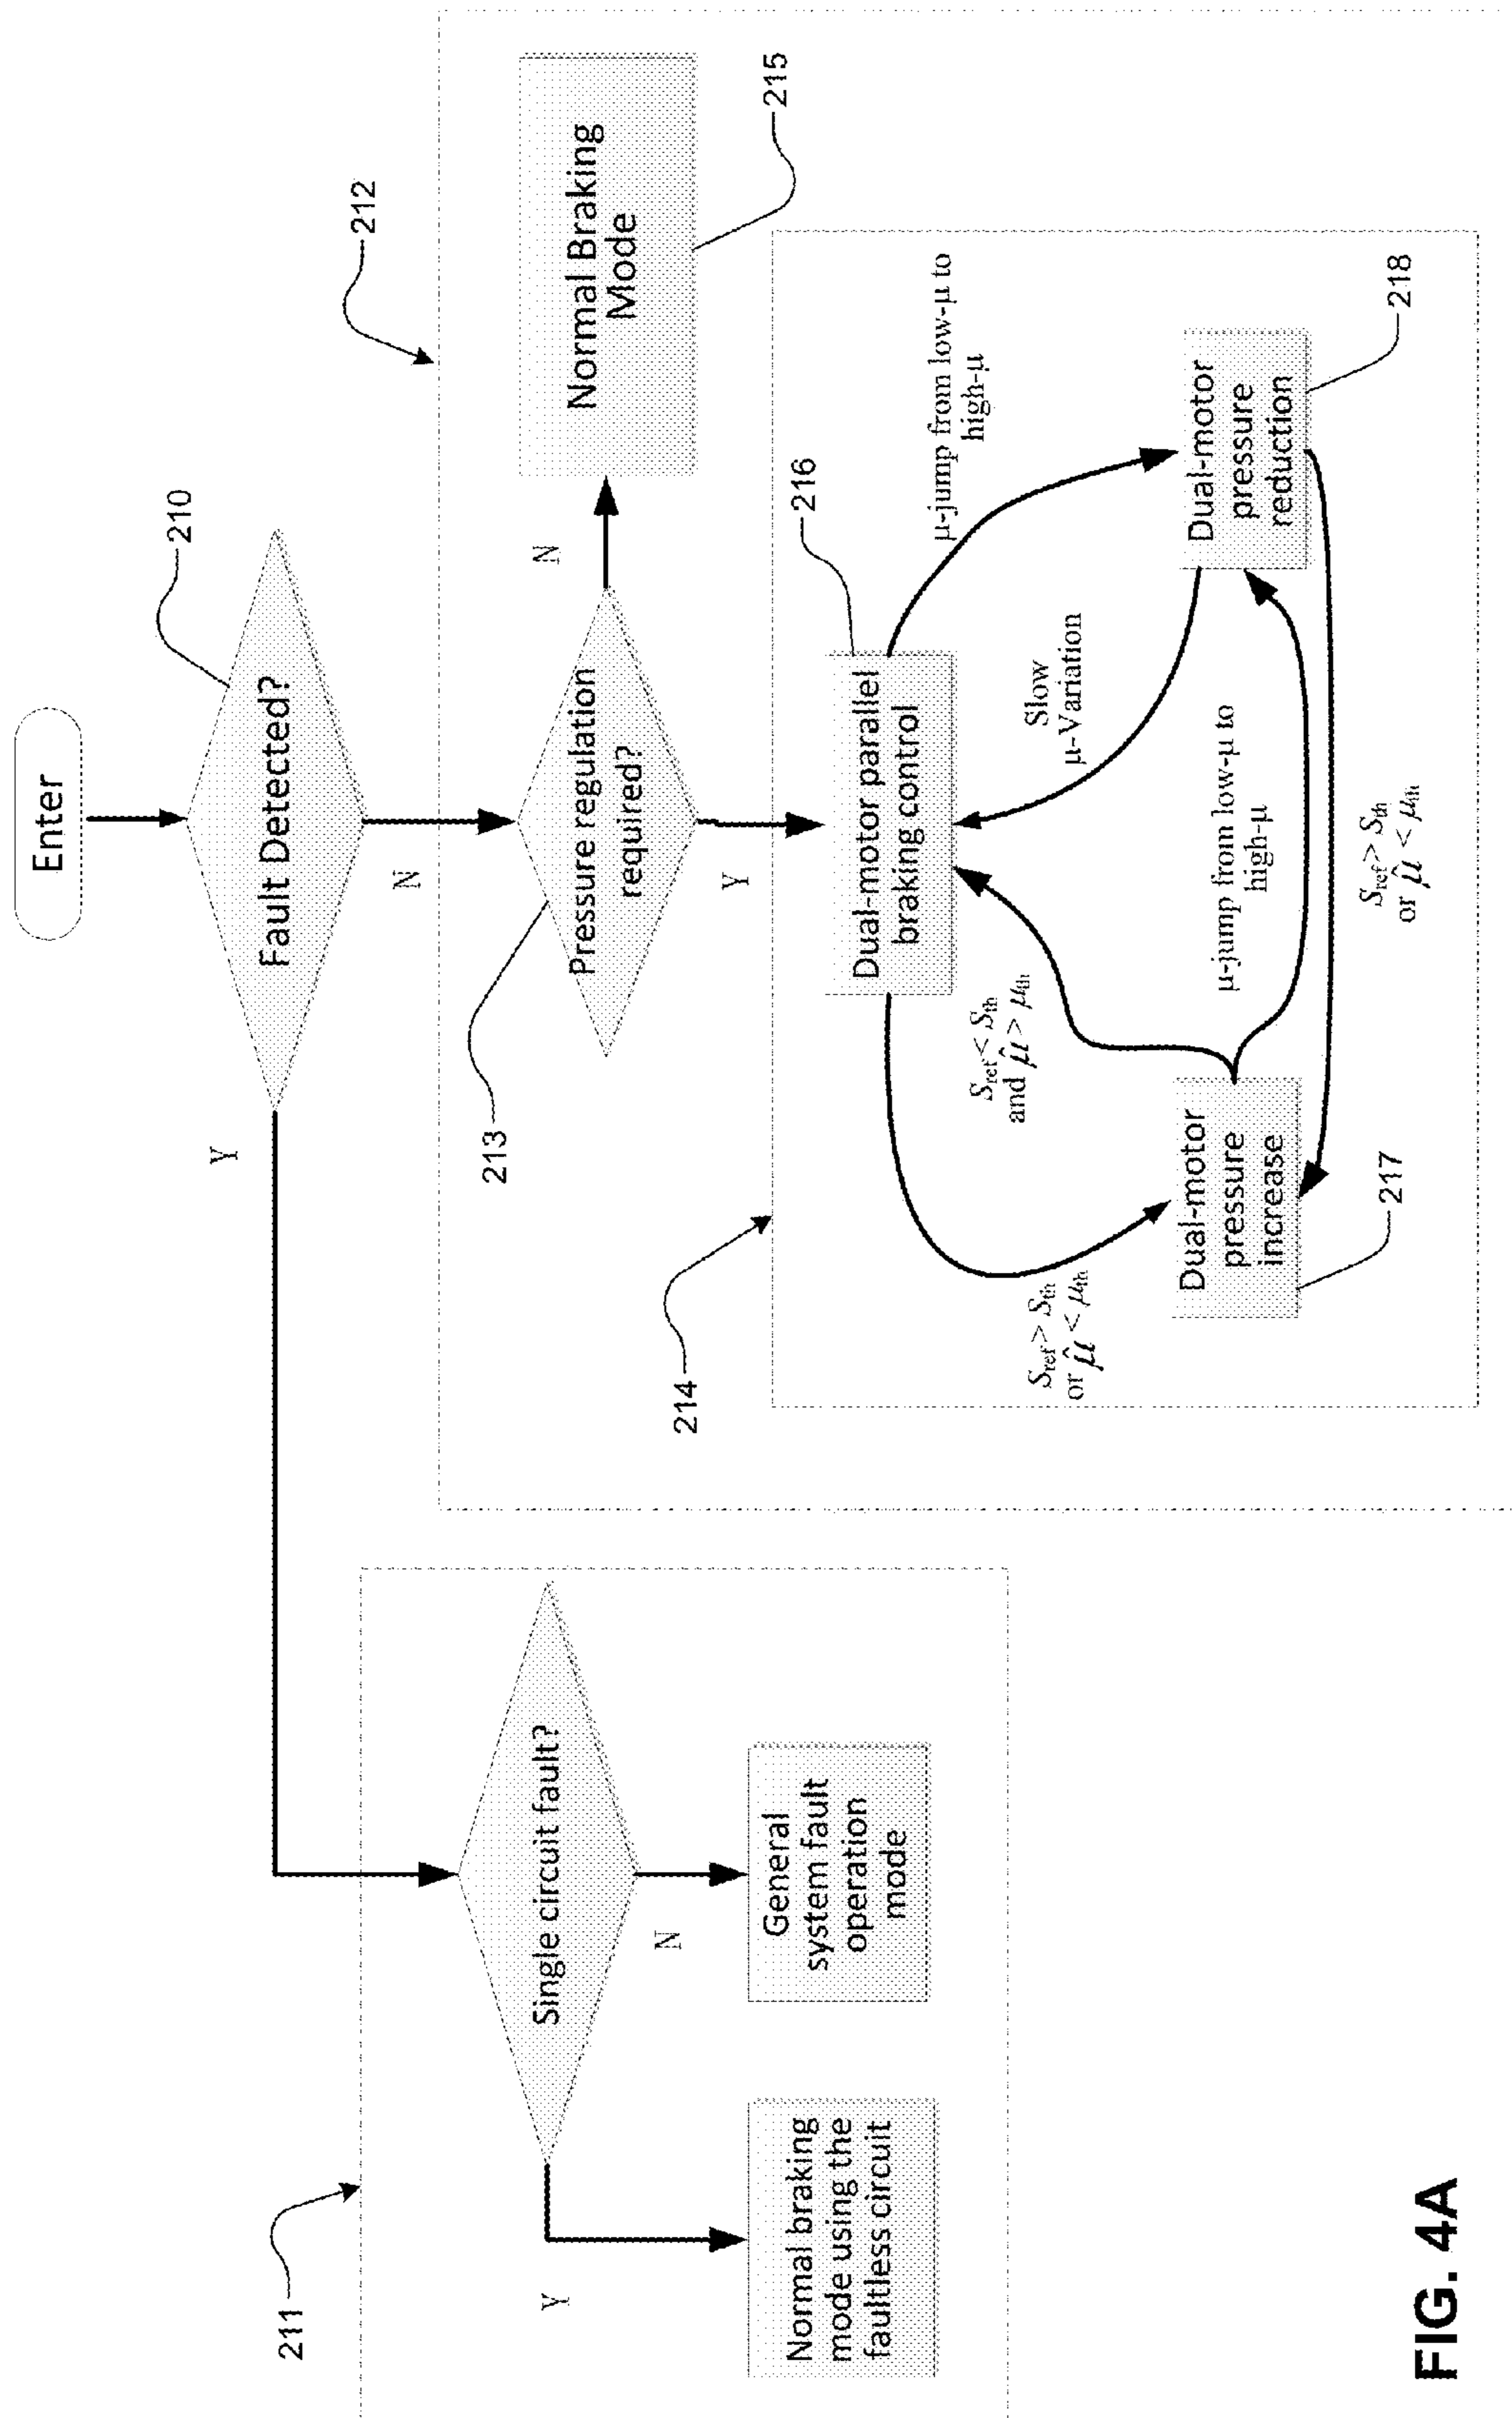 Enter
Fault Detected?
210
Y
N
211
Single circuit fault?
Y
N
Normal braking
mode using the
faultless circuit
General
system fault
operation
mode
212
213
Pressure regulation
required?
N
Y
Normal Braking
Mode
215
214
216
Dual-motor parallel
braking control
S_ref > S_th
or μ̂ < μ_th
S_ref < S_th
and μ̂ > μ_th
Slow
μ-Variation
μ-jump from low-μ to
high-μ
Dual-motor
pressure
increase
217
μ-jump from low-μ to
high-μ
Dual-motor
pressure
reduction
218
S_ref > S_th
or μ̂ < μ_th
FIG. 4A